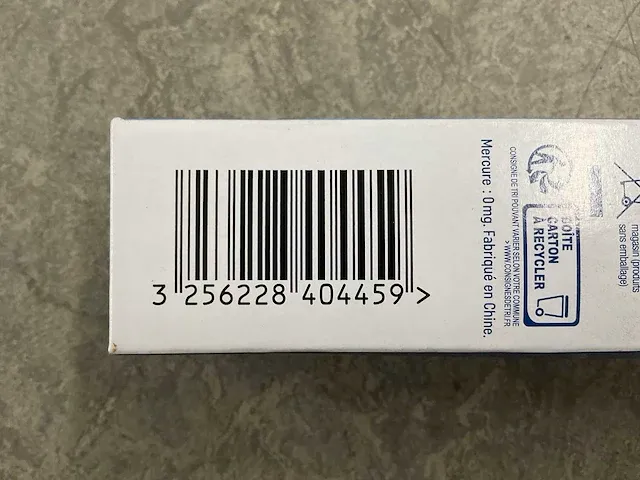 3 256228 404459 >
Mercure : 0mg. Fabriqué en Chine.
CONSIGNE DE TRI POUVANT VARIER SELON VOTRE COMMUNE
> WWW.CONSIGNESDETRI.FR
BOÎTE
CARTON
À RECYCLER
magasin (produits
sans emballage)